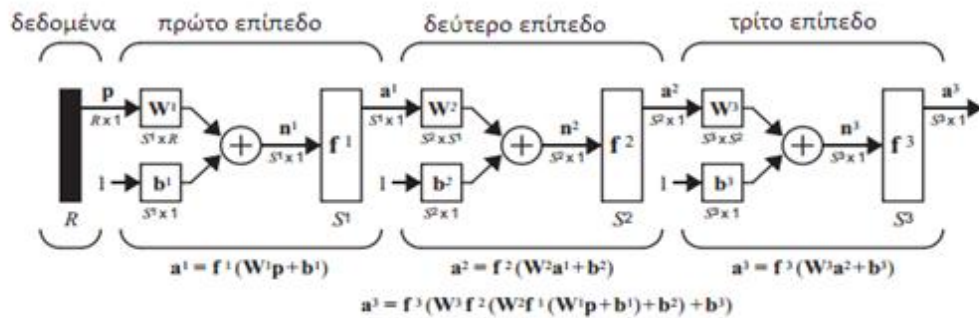 δεδομένα πρώτο επίπεδο δεύτερο επίπεδο τρίτο επίπεδο
p a¹ a² a³
R x 1 W¹ S¹ x 1 W² S² x 1 W³ S³ x 1
n¹ n² n³
S¹ x R S¹ x 1 f ¹ S² x S¹ S² x 1 f ² S³ x S² S³ x 1 f ³
1 b¹ 1 b² 1 b³
S¹ x 1 S² x 1 S³ x 1
R S¹ S² S³
a¹ = f ¹ (W¹p + b¹) a² = f ² (W²a¹ + b²) a³ = f ³ (W³a² + b³)
a³ = f ³ (W³ f ² (W² f ¹ (W¹p + b¹) + b²) + b³)